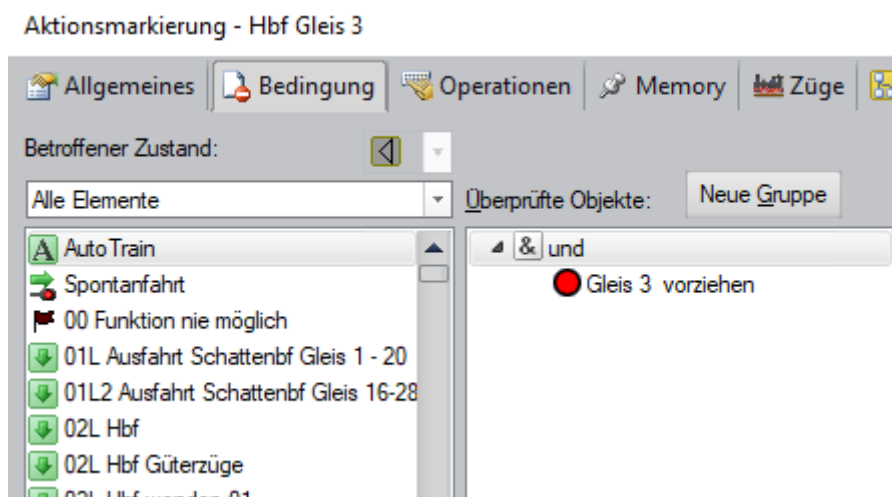 Aktionsmarkierung - Hbf Gleis 3
Allgemeines Bedingung Operationen Memory Züge
Betroffener Zustand:
Alle Elemente
Überprüfte Objekte: Neue Gruppe
A AutoTrain
& und
Spontanfahrt
Gleis 3 vorziehen
00 Funktion nie möglich
01L Ausfahrt Schattenbf Gleis 1 - 20
01L2 Ausfahrt Schattenbf Gleis 16-28
02L Hbf
02L Hbf Güterzüge